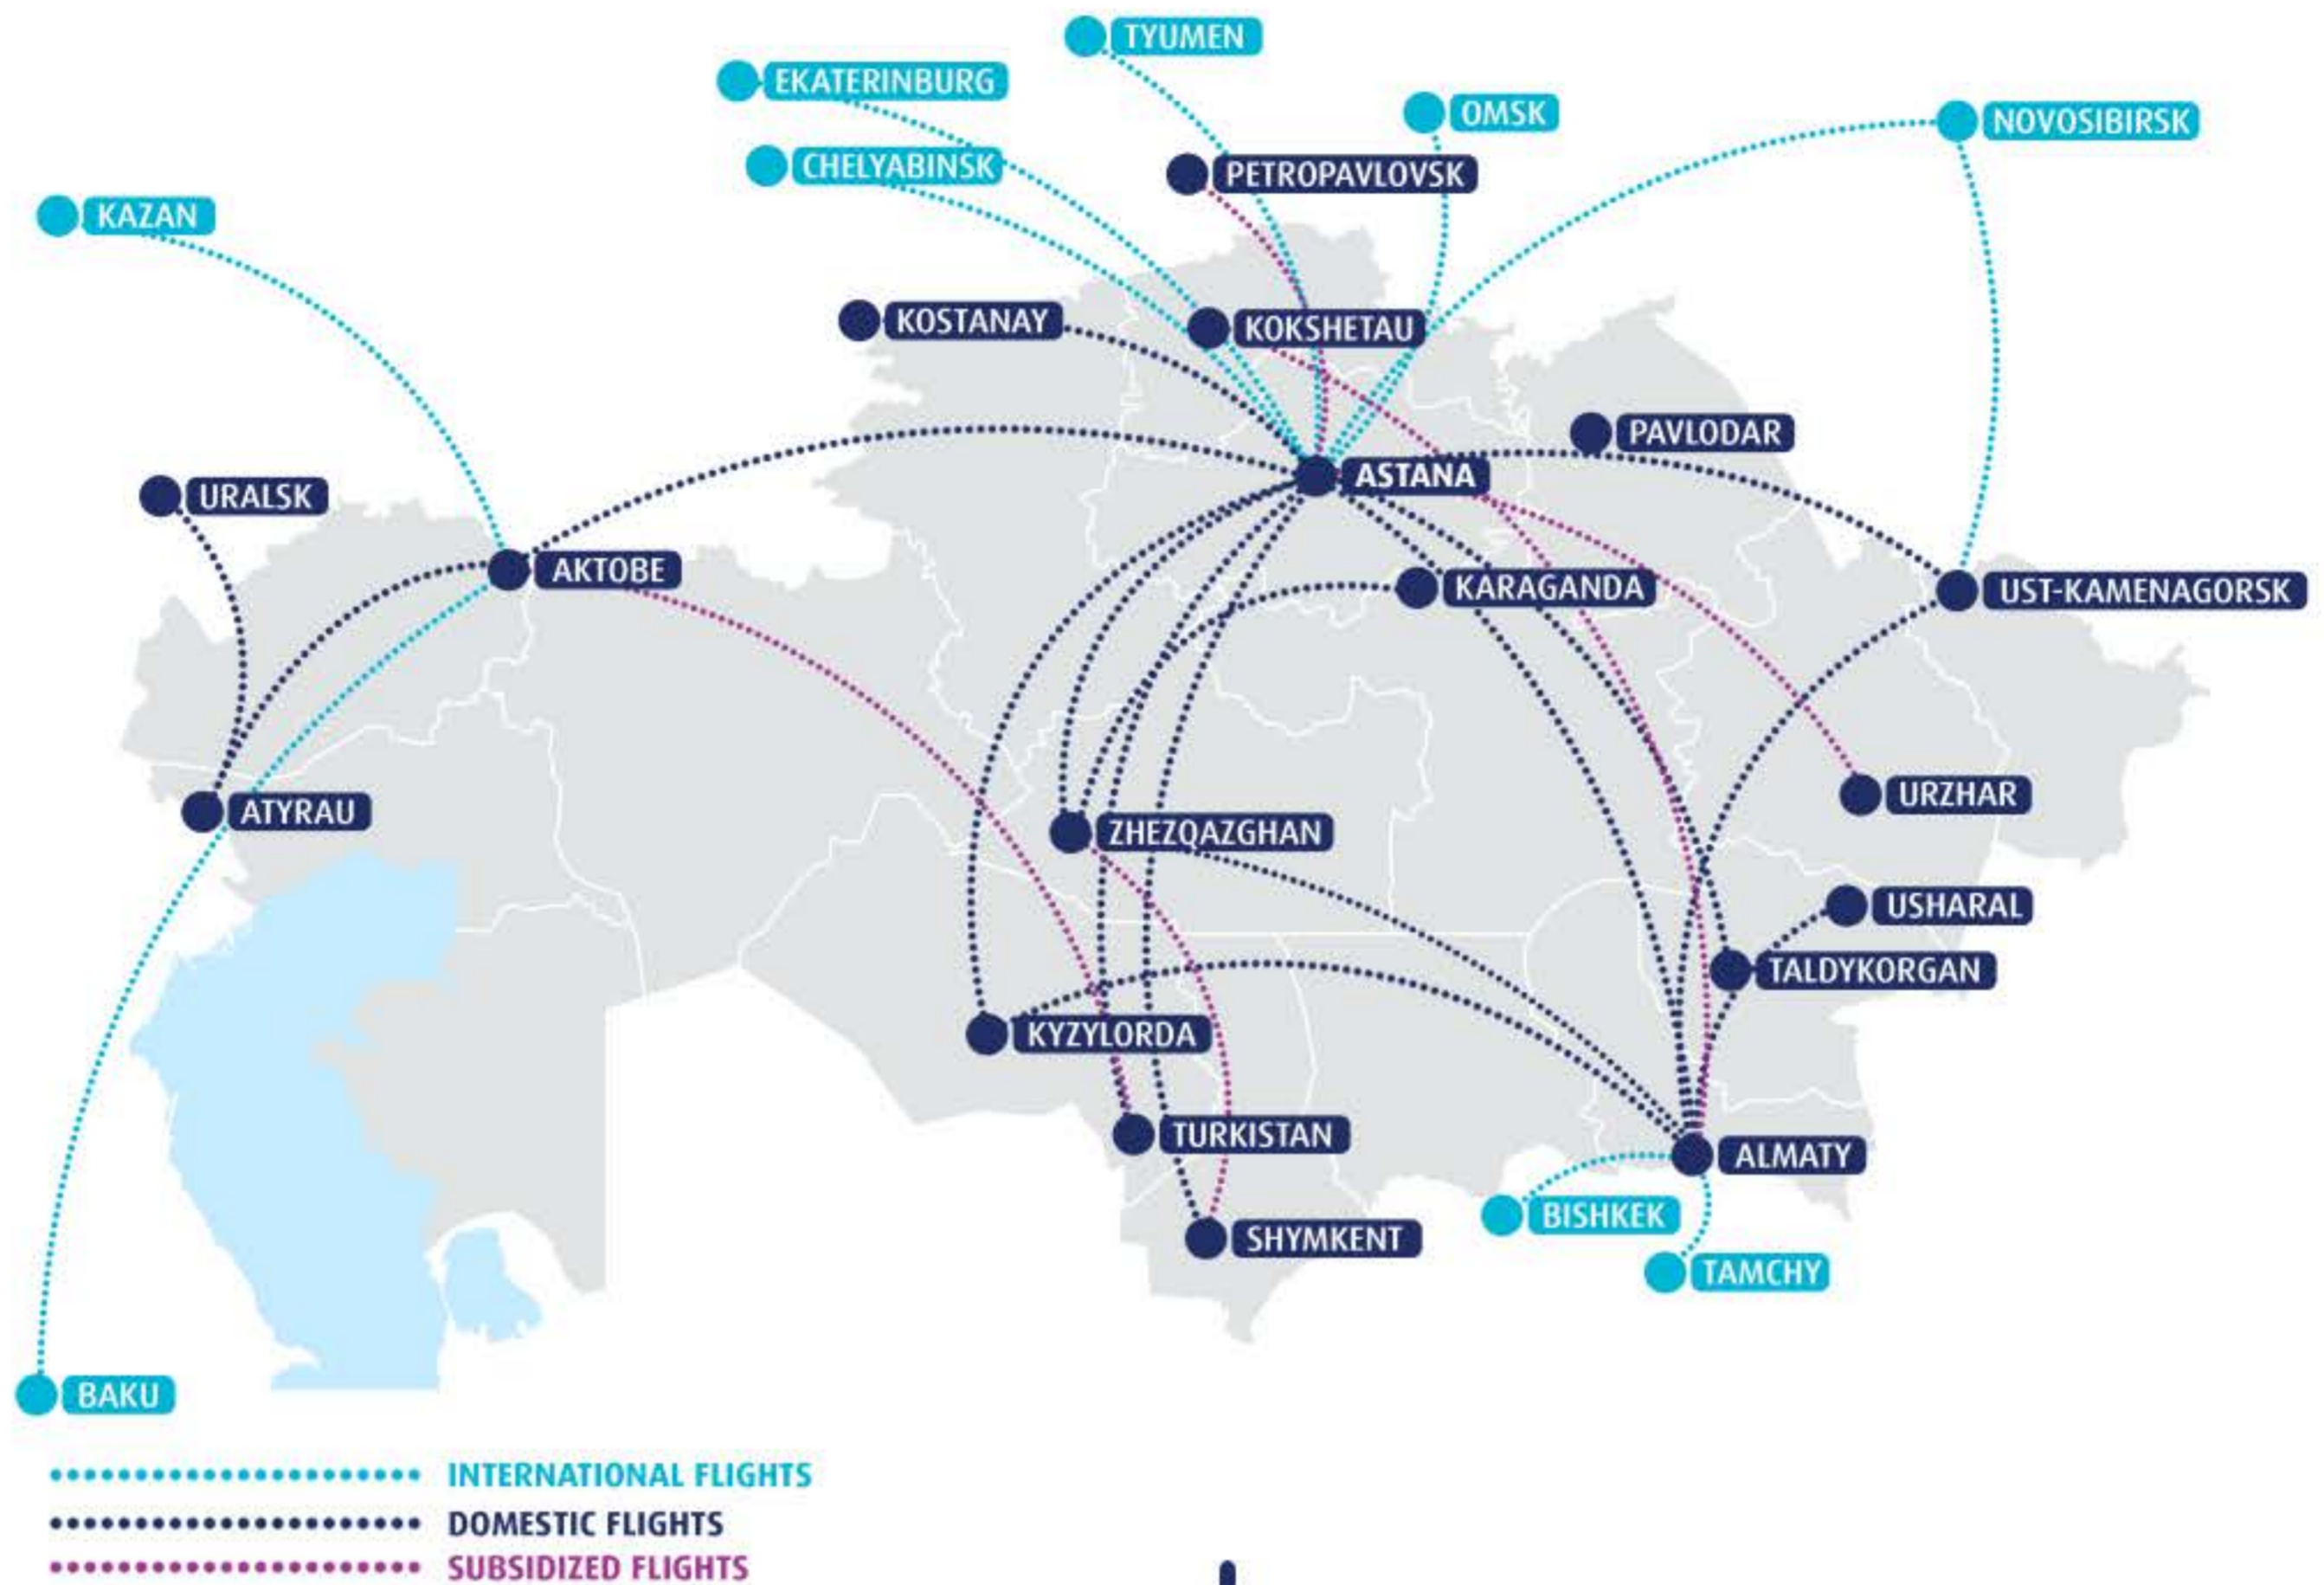 TYUMEN
EKATERINBURG
OMSK
NOVOSIBIRSK
CHELYABINSK
PETROPAVLOVSK
KAZAN
KOSTANAY
KOKSHETAU
PAVLODAR
ASTANA
URALSK
AKTOBE
KARAGANDA
UST-KAMENAGORSK
URZHAR
ATYRAU
ZHEZQAZGHAN
USHARAL
TALDYKORGAN
KYZYLORDA
TURKISTAN
ALMATY
BISHKEK
SHYMKENT
TAMCHY
BAKU
INTERNATIONAL FLIGHTS
DOMESTIC FLIGHTS
SUBSIDIZED FLIGHTS